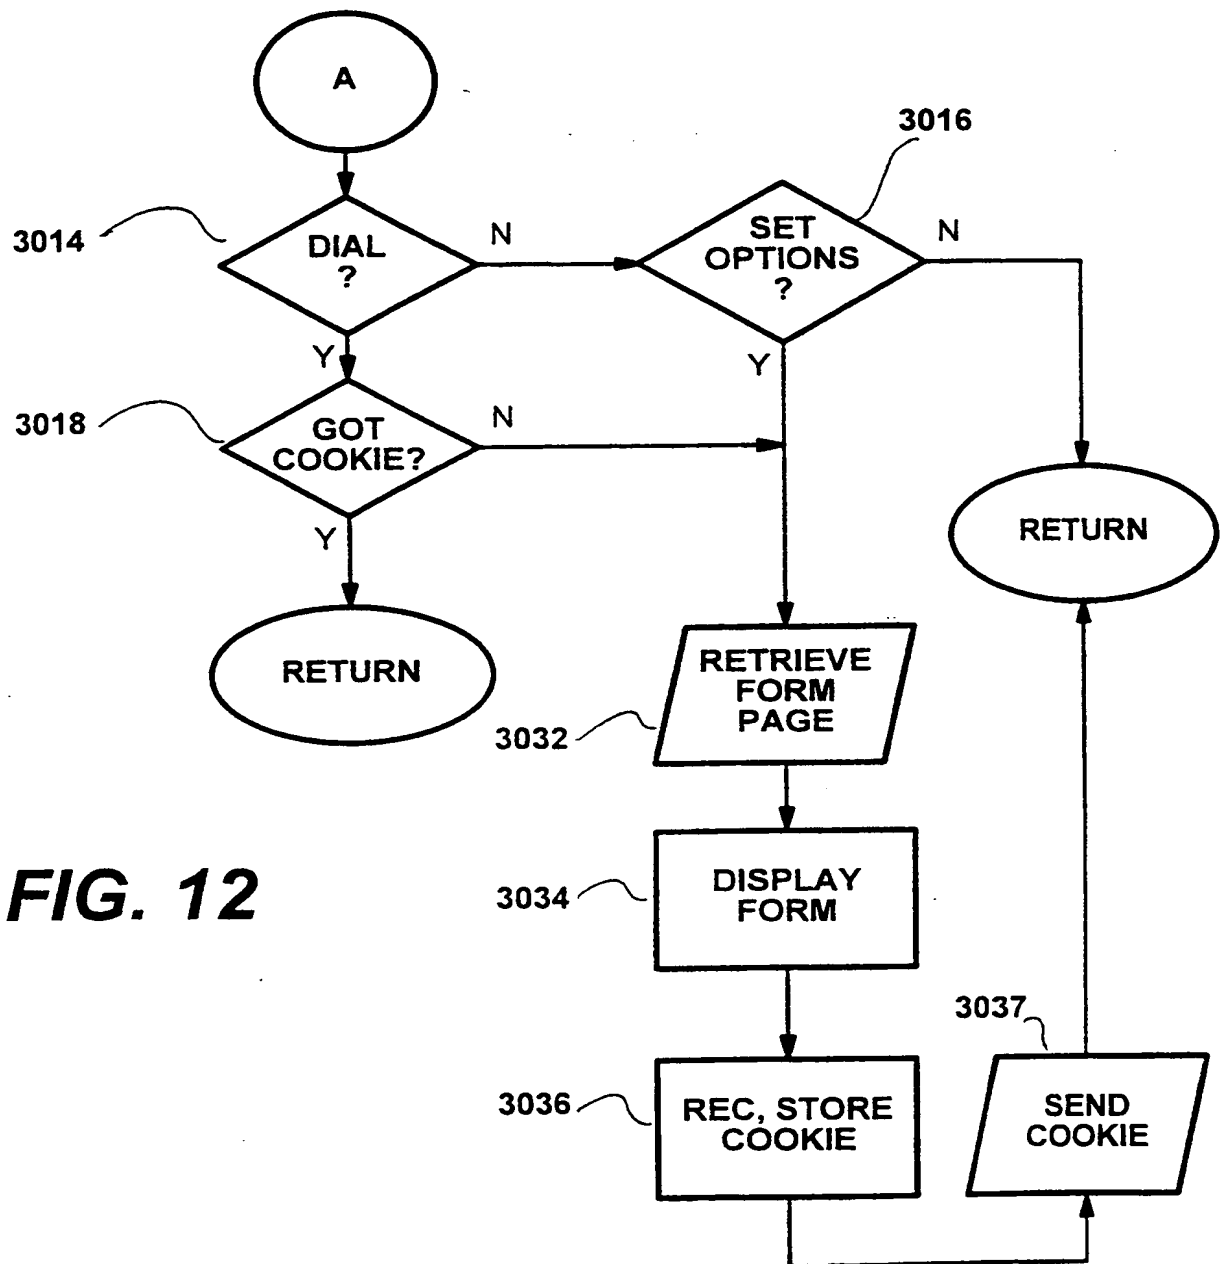 A
3016
3014
DIAL
?
N
SET
OPTIONS
?
N
Y
Y
3018
GOT
COOKIE?
N
Y
RETURN
RETURN
RETRIEVE
FORM
PAGE
3032
DISPLAY
FORM
3034
FIG. 12
3037
3036
REC, STORE
COOKIE
SEND
COOKIE